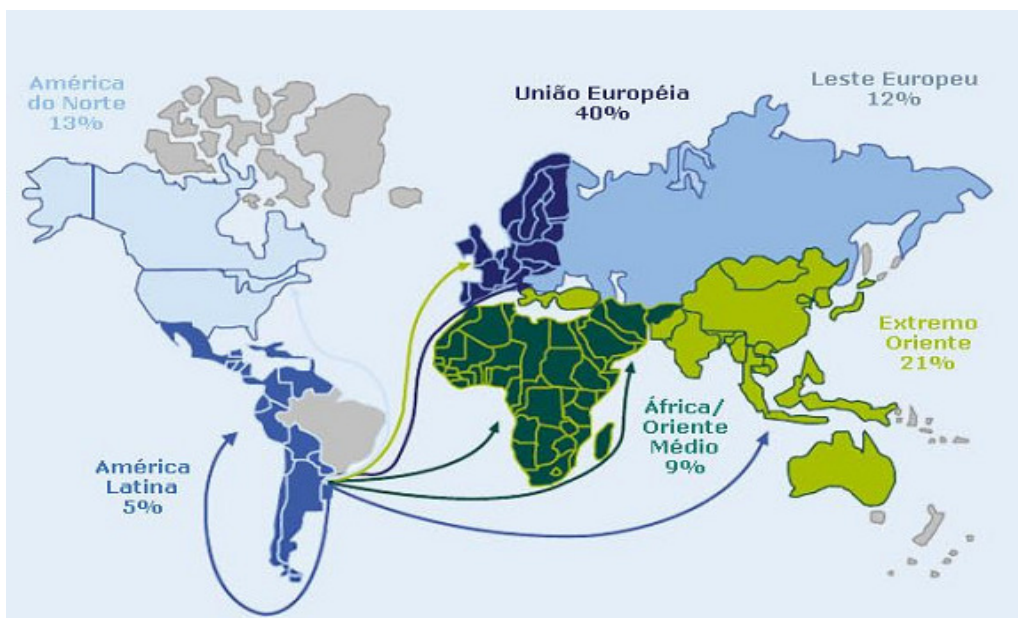 América
do Norte
13%
União Européia
40%
Leste Europeu
12%
Extremo
Oriente
21%
África/
Oriente
Médio
9%
América
Latina
5%